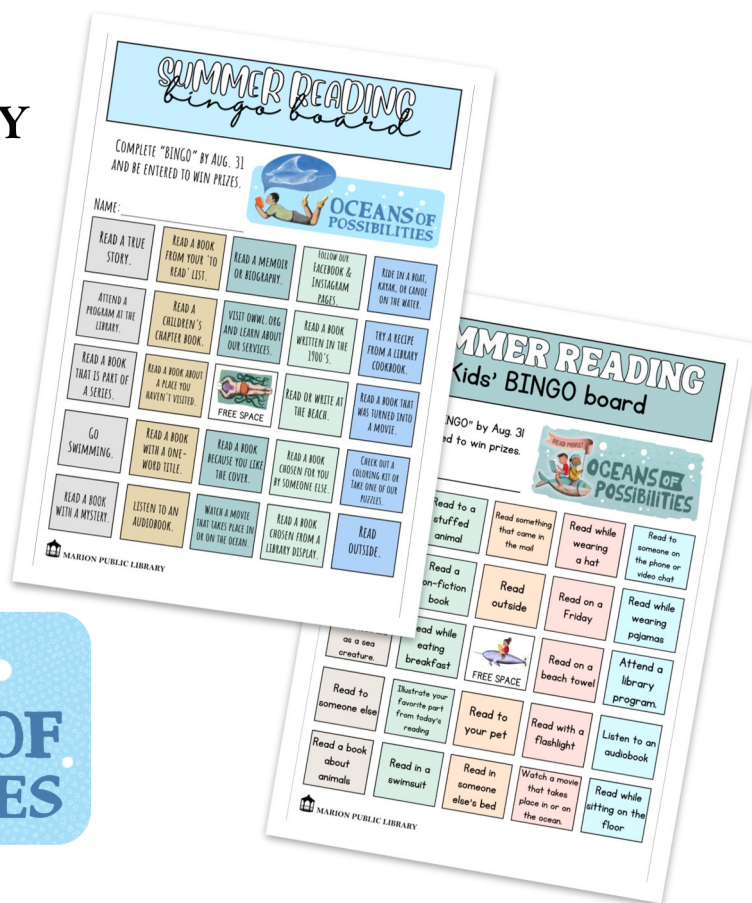 Y
SUMMER READING
bingo board
COMPLETE "BINGO" BY AUG. 31
AND BE ENTERED TO WIN PRIZES.
OCEANS OF
POSSIBILITIES
NAME:
READ A TRUE
STORY.
READ A BOOK
FROM YOUR 'TO
READ' LIST.
READ A MEMOIR
OR BIOGRAPHY.
FOLLOW OUR
FACEBOOK &
INSTAGRAM
PAGES.
RIDE IN A BOAT,
KAYAK, OR CANOE
ON THE WATER.
ATTEND A
PROGRAM AT THE
LIBRARY.
READ A
CHILDREN'S
CHAPTER BOOK.
VISIT OWWL.ORG
AND LEARN ABOUT
OUR SERVICES.
READ A BOOK
WRITTEN IN THE
1900'S.
TRY A RECIPE
FROM A LIBRARY
COOKBOOK.
READ A BOOK
THAT IS PART OF
A SERIES.
READ A BOOK ABOUT
A PLACE YOU
HAVEN'T VISITED.
FREE SPACE
READ OR WRITE AT
THE BEACH.
READ A BOOK THAT
WAS TURNED INTO
A MOVIE.
GO
SWIMMING.
READ A BOOK
WITH A ONE-
WORD TITLE.
READ A BOOK
BECAUSE YOU LIKE
THE COVER.
READ A BOOK
CHOSEN FOR YOU
BY SOMEONE ELSE.
CHECK OUT A
COLORING KIT OR
TAKE ONE OF OUR
PUZZLES.
READ A BOOK
WITH A MYSTERY.
LISTEN TO AN
AUDIOBOOK.
WATCH A MOVIE
THAT TAKES PLACE IN
OR ON THE OCEAN.
READ A BOOK
CHOSEN FROM A
LIBRARY DISPLAY.
READ
OUTSIDE.
MARION PUBLIC LIBRARY
MMER READING
Kids' BINGO board
NGO" by Aug. 31
ed to win prizes.
READ MORE!
OCEANS OF
POSSIBILITIES
Read to a
stuffed
animal
Read something
that came in
the mail
Read while
wearing
a hat
Read to
someone on
the phone or
video chat
Read a
on-fiction
book
Read
outside
Read on a
Friday
Read while
wearing
pajamas
as a sea
creature.
ead while
eating
breakfast
FREE SPACE
Read on a
beach towel
Attend a
library
program.
Read to
someone else
Illustrate your
favorite part
from today's
reading
Read to
your pet
Read with a
flashlight
Listen to an
audiobook
Read a book
about
animals
Read in a
swimsuit
Read in
someone
else's bed
Watch a movie
that takes
place in or on
the ocean.
Read while
sitting on the
floor
MARION PUBLIC LIBRARY
OF
ES